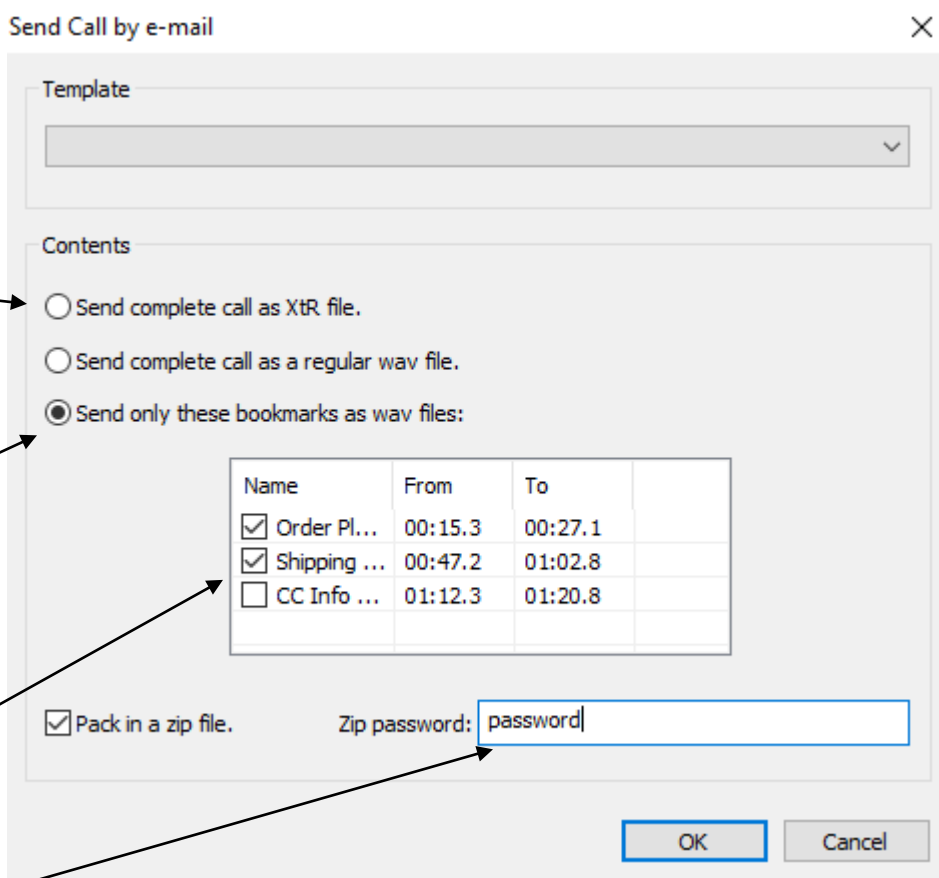 Send Call by e-mail
Template
Contents
Send complete call as XtR file.
Send complete call as a regular wav file.
Send only these bookmarks as wav files:
Name From To
Order Pl... 00:15.3 00:27.1
Shipping ... 00:47.2 01:02.8
CC Info ... 01:12.3 01:20.8
Pack in a zip file. Zip password: password
OK Cancel